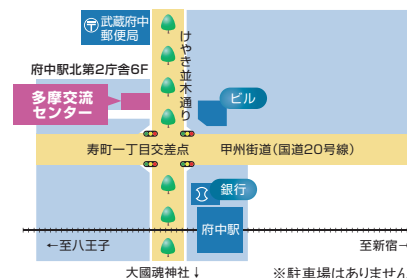 〒武蔵府中
郵便局
けやき並木通り
府中駅北第2庁舎6F
多摩交流
センター
ビル
寿町一丁目交差点
甲州街道(国道20号線)
銀行
府中駅
←至八王子
至新宿→
大國魂神社↓
※駐車場はありません